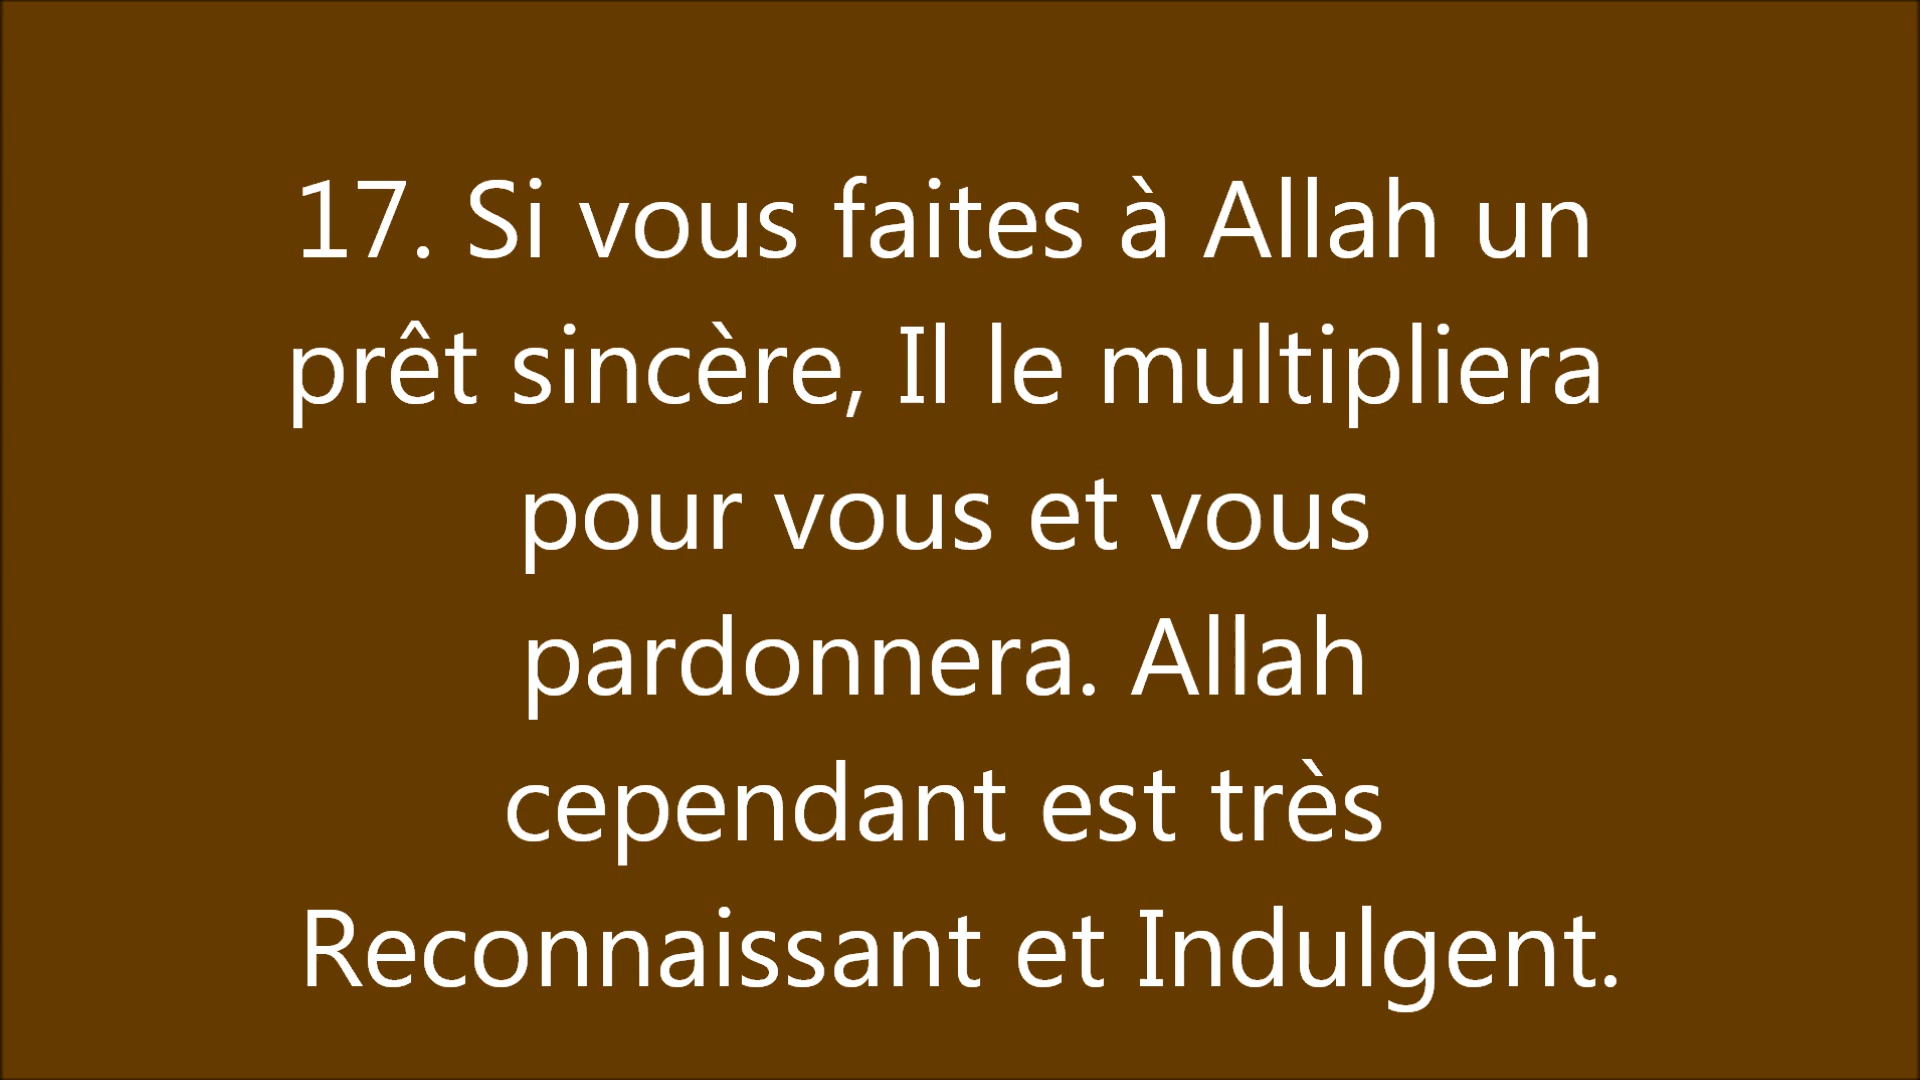 17. Si vous faites à Allah un
prêt sincère, Il le multipliera
pour vous et vous
pardonnera. Allah
cependant est très
Reconnaissant et Indulgent.